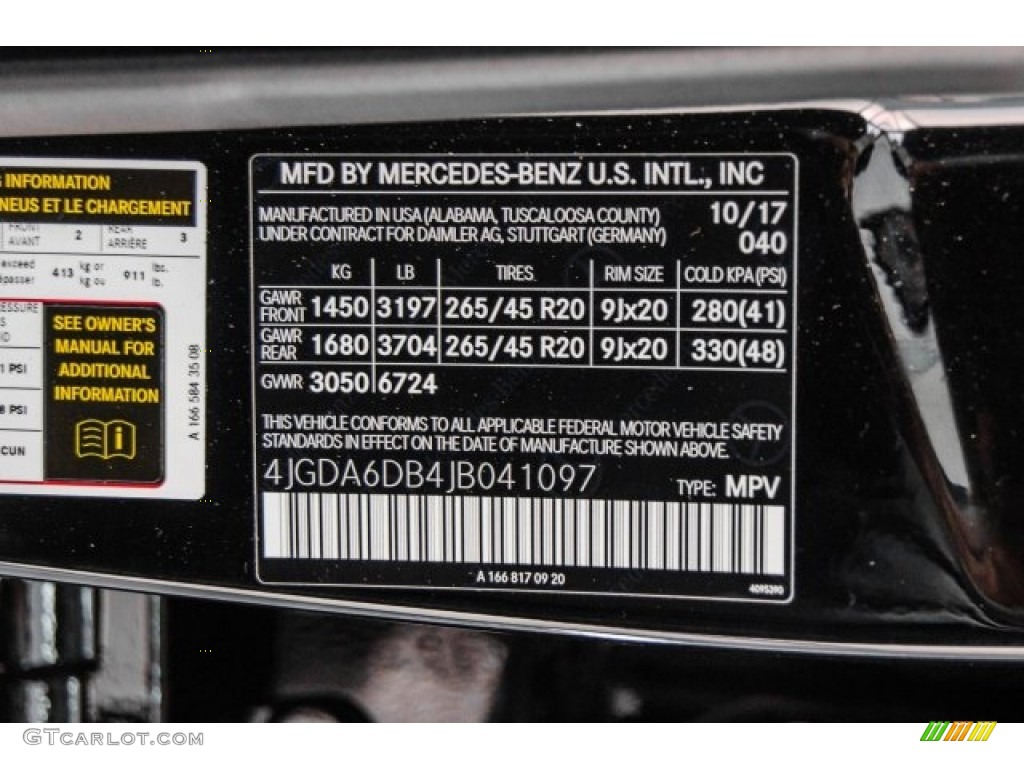 INFORMATION
NEUS ET LE CHARGEMENT
FRONT 2 REAR 3
AVANT ARRIÈRE
exceed 413 kg or 911 lbs.
kg ou lb.
SEE OWNER'S
MANUAL FOR
ADDITIONAL
INFORMATION
PSI
PSI
A 166 584 35 08
MFD BY MERCEDES-BENZ U.S. INTL., INC
MANUFACTURED IN USA (ALABAMA, TUSCALOOSA COUNTY) 10/17
UNDER CONTRACT FOR DAIMLER AG, STUTTGART (GERMANY) 040
KG LB TIRES. RIM SIZE COLD KPA(PSI)
GAWR FRONT 1450 3197 265/45 R20 9Jx20 280(41)
GAWR REAR 1680 3704 265/45 R20 9Jx20 330(48)
GVWR 3050 6724
THIS VEHICLE CONFORMS TO ALL APPLICABLE FEDERAL MOTOR VEHICLE SAFETY
STANDARDS IN EFFECT ON THE DATE OF MANUFACTURE SHOWN ABOVE.
4JGDA6DB4JB041097 TYPE: MPV
A 166 817 09 20
4095390
GTCARLOT.COM